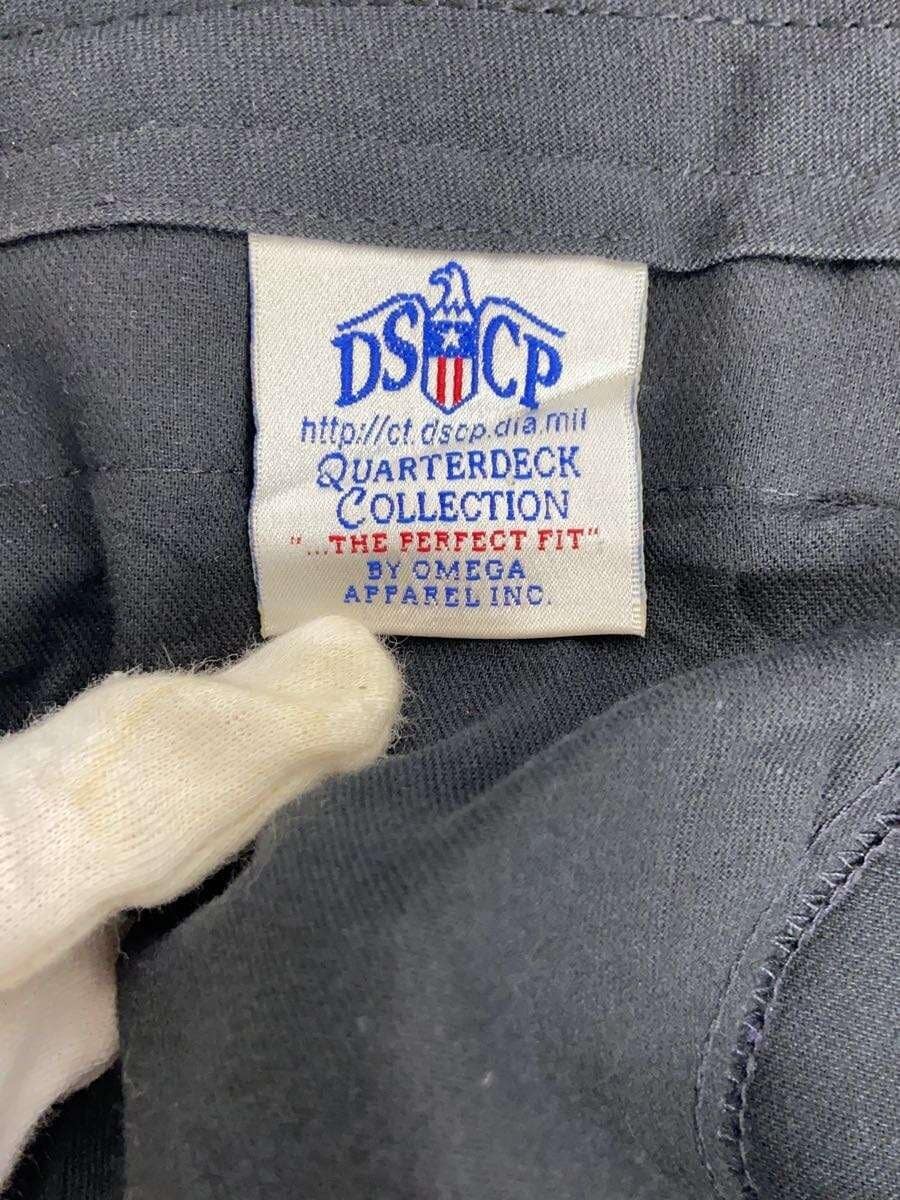 DSCP
http://ct.dscp.dla.mil
QUARTERDECK
COLLECTION
"...THE PERFECT FIT"
BY OMEGA
APPAREL INC.